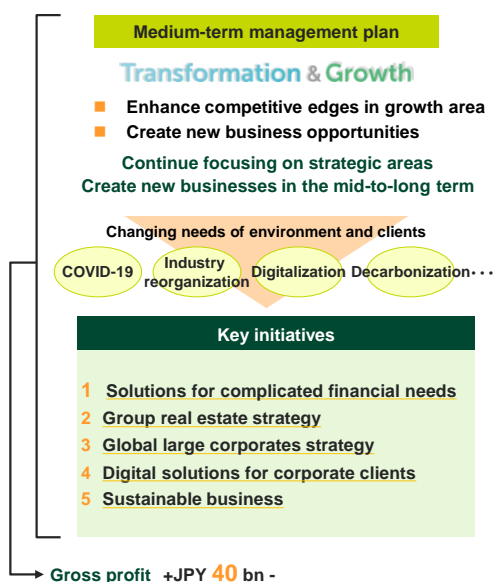 Medium-term management plan
Transformation & Growth
Enhance competitive edges in growth area
Create new business opportunities
Continue focusing on strategic areas
Create new businesses in the mid-to-long term
Changing needs of environment and clients
COVID-19 Industry reorganization Digitalization Decarbonization・・・
Key initiatives
1 Solutions for complicated financial needs
2 Group real estate strategy
3 Global large corporates strategy
4 Digital solutions for corporate clients
5 Sustainable business
Gross profit +JPY 40 bn -